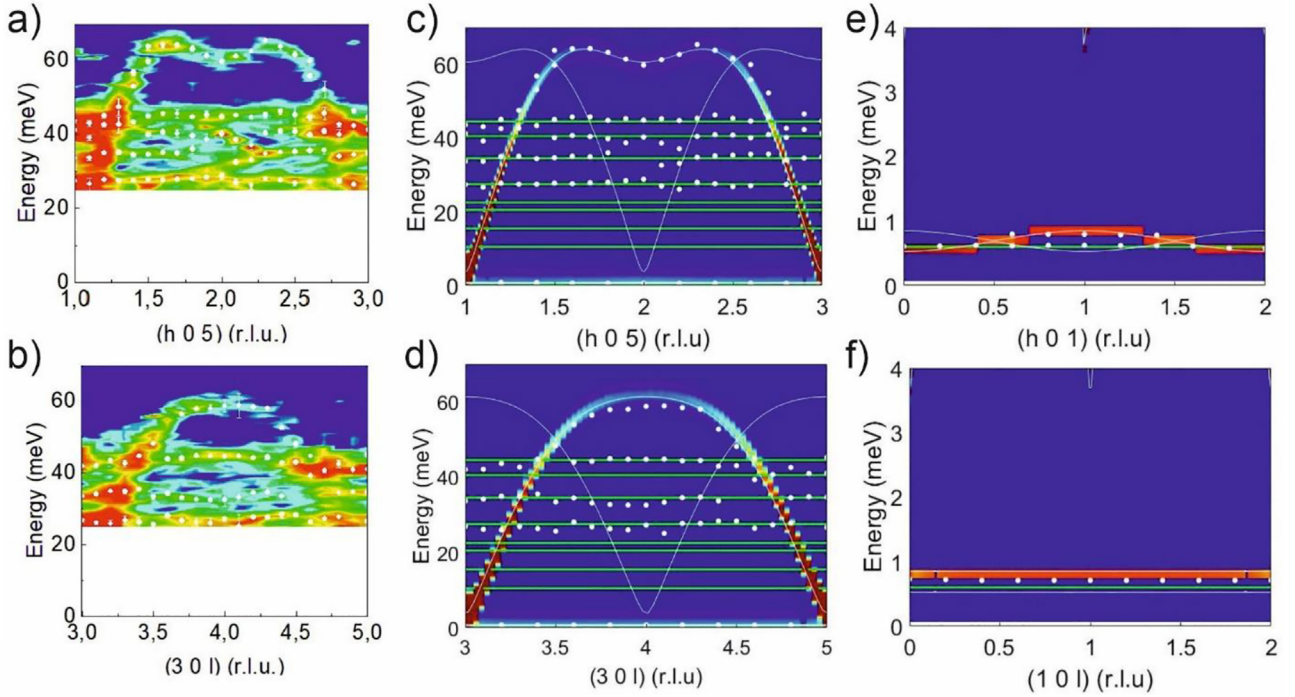 a)
Energy (meV)
60
40
20
0
1,0 1,5 2,0 2,5 3,0
(h 0 5) (r.l.u.)
b)
Energy (meV)
60
40
20
0
3,0 3,5 4,0 4,5 5,0
(3 0 l) (r.l.u.)
c)
Energy (meV)
60
40
20
0
1 1.5 2 2.5 3
(h 0 5) (r.l.u)
d)
Energy (meV)
60
40
20
0
3 3.5 4 4.5 5
(3 0 l) (r.l.u)
e)
Energy (meV)
4
3
2
1
0
0 0.5 1 1.5 2
(h 0 1) (r.l.u)
f)
Energy (meV)
4
3
2
1
0
0 0.5 1 1.5 2
(1 0 l) (r.l.u)